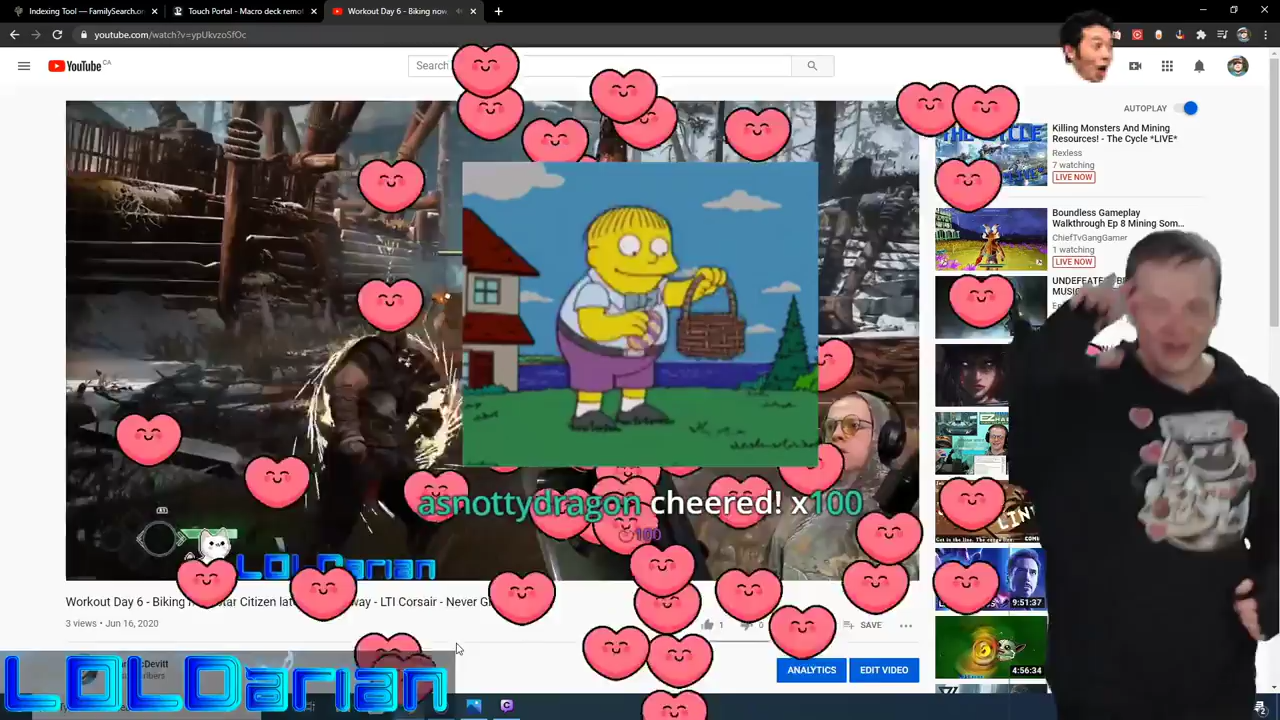 Indexing Tool — FamilySearch.o
Touch Portal - Macro deck remot
Workout Day 6 - Biking now
youtube.com/watch?v=ypUkvzoSfOc
YouTube CA
Search
AUTOPLAY
Killing Monsters And Mining
Resources! - The Cycle *LIVE*
Rexless
7 watching
LIVE NOW
Boundless Gameplay
Walkthrough Ep 8 Mining Som...
ChiefTvGangGamer
1 watching
LIVE NOW
UNDEFEATE
MUSIC
asnottydragon cheered! x100
100
LOLDarian
9:51:37
4:56:34
Workout Day 6 - Biking
3 views • Jun 16, 2020
1
0
SAVE
ANALYTICS
EDIT VIDEO
LOLDarian